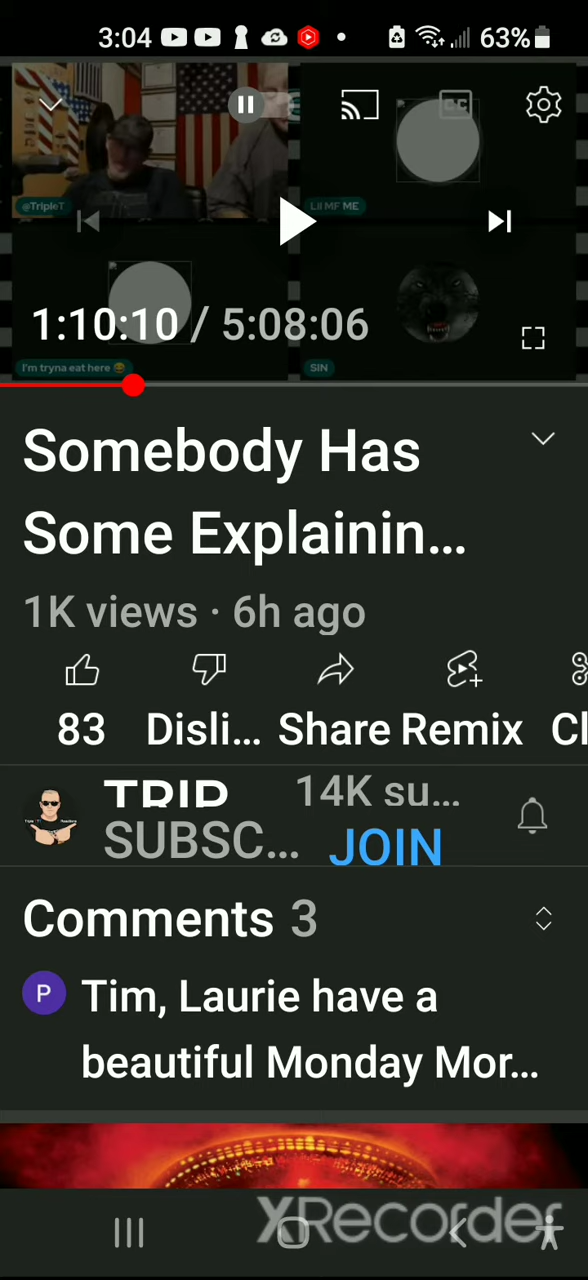 3:04
63%
CC
@TripleT
Lil MF ME
1:10:10 / 5:08:06
I'm tryna eat here 😂
SIN
Somebody Has
Some Explainin...
1K views · 6h ago
83 Disli... Share Remix Cl
TRIP 14K su...
SUBSC... JOIN
Comments 3
P Tim, Laurie have a
beautiful Monday Mor...
XRecorder